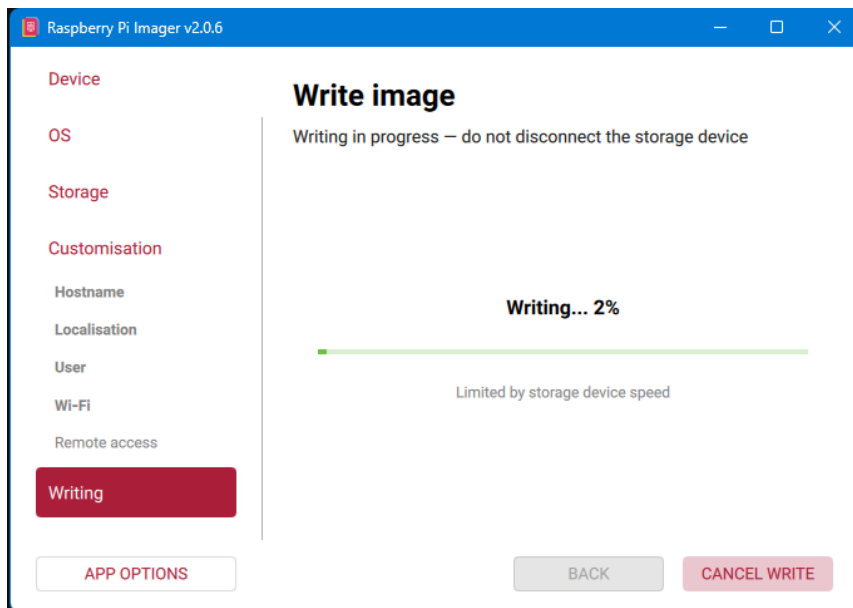 Raspberry Pi Imager v2.0.6
Device
OS
Storage
Customisation
Hostname
Localisation
User
Wi-Fi
Remote access
Writing
APP OPTIONS
Write image
Writing in progress — do not disconnect the storage device
Writing... 2%
Limited by storage device speed
BACK
CANCEL WRITE